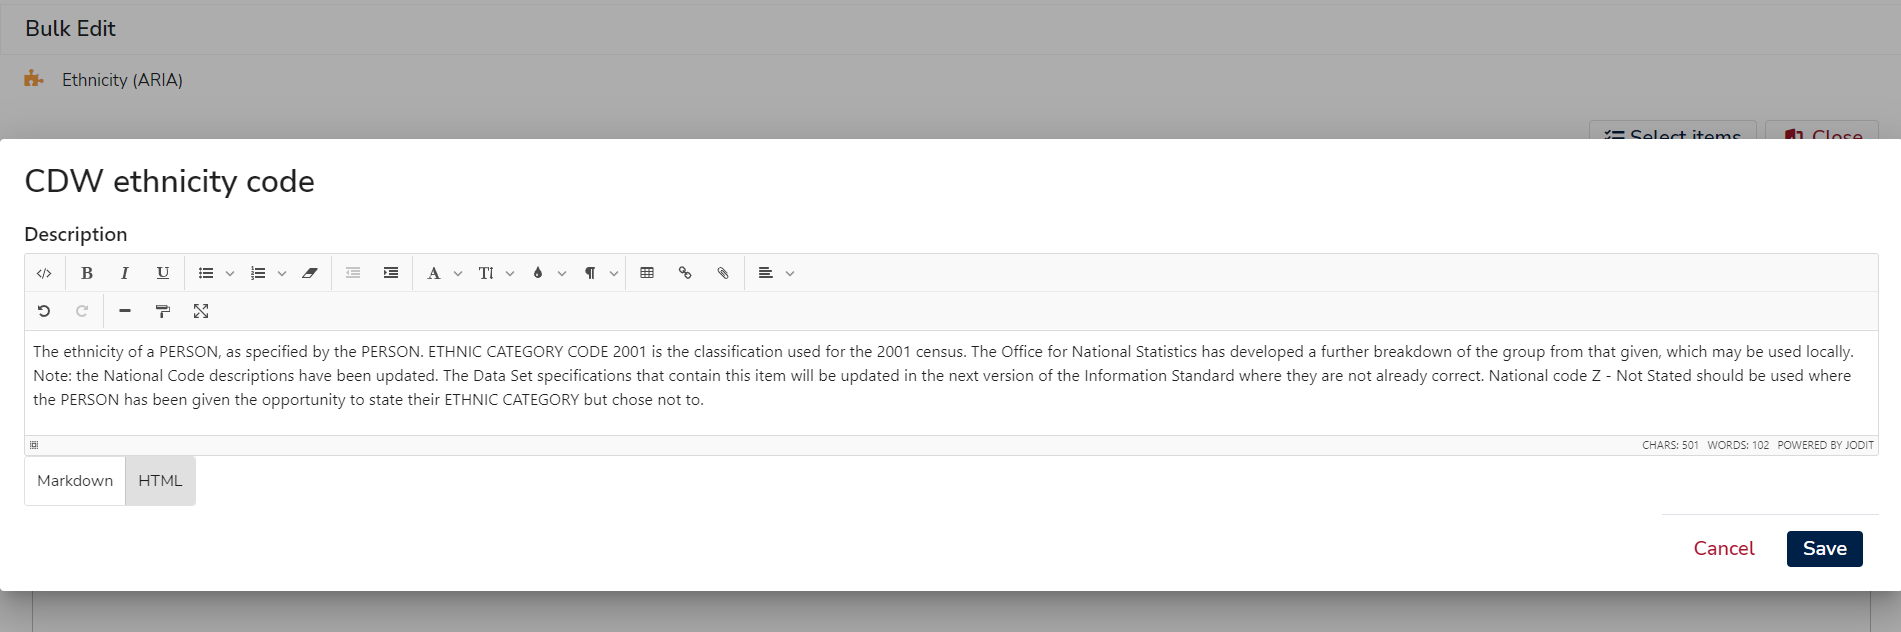 Bulk Edit
Ethnicity (ARIA)
Select items Close
CDW ethnicity code
Description
The ethnicity of a PERSON, as specified by the PERSON. ETHNIC CATEGORY CODE 2001 is the classification used for the 2001 census. The Office for National Statistics has developed a further breakdown of the group from that given, which may be used locally.
Note: the National Code descriptions have been updated. The Data Set specifications that contain this item will be updated in the next version of the Information Standard where they are not already correct. National code Z - Not Stated should be used where
the PERSON has been given the opportunity to state their ETHNIC CATEGORY but chose not to.
CHARS: 501 WORDS: 102 POWERED BY JODIT
Markdown HTML
Cancel Save